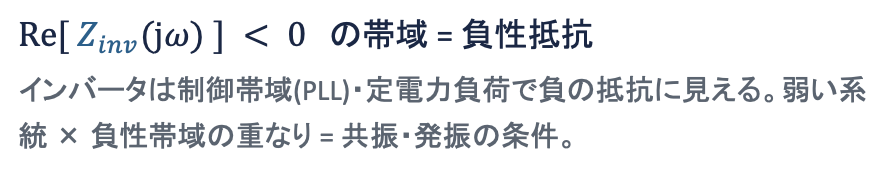 Re[ Zinv(jω) ] < 0 の帯域 = 負性抵抗
インバータは制御帯域(PLL)・定電力負荷で負の抵抗に見える。弱い系
統 × 負性帯域の重なり = 共振・発振の条件。